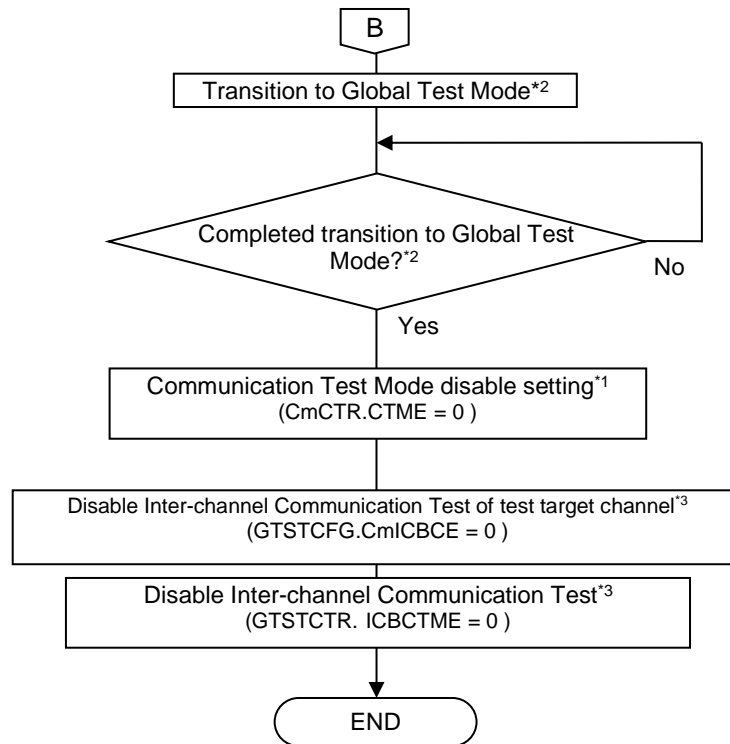 B
Transition to Global Test Mode*2
Completed transition to Global Test
Mode?*2
No
Yes
Communication Test Mode disable setting*1
(CmCTR.CTME = 0 )
Disable Inter-channel Communication Test of test target channel*3
(GTSTCFG.CmICBCE = 0 )
Disable Inter-channel Communication Test*3
(GTSTCTR. ICBCTME = 0 )
END